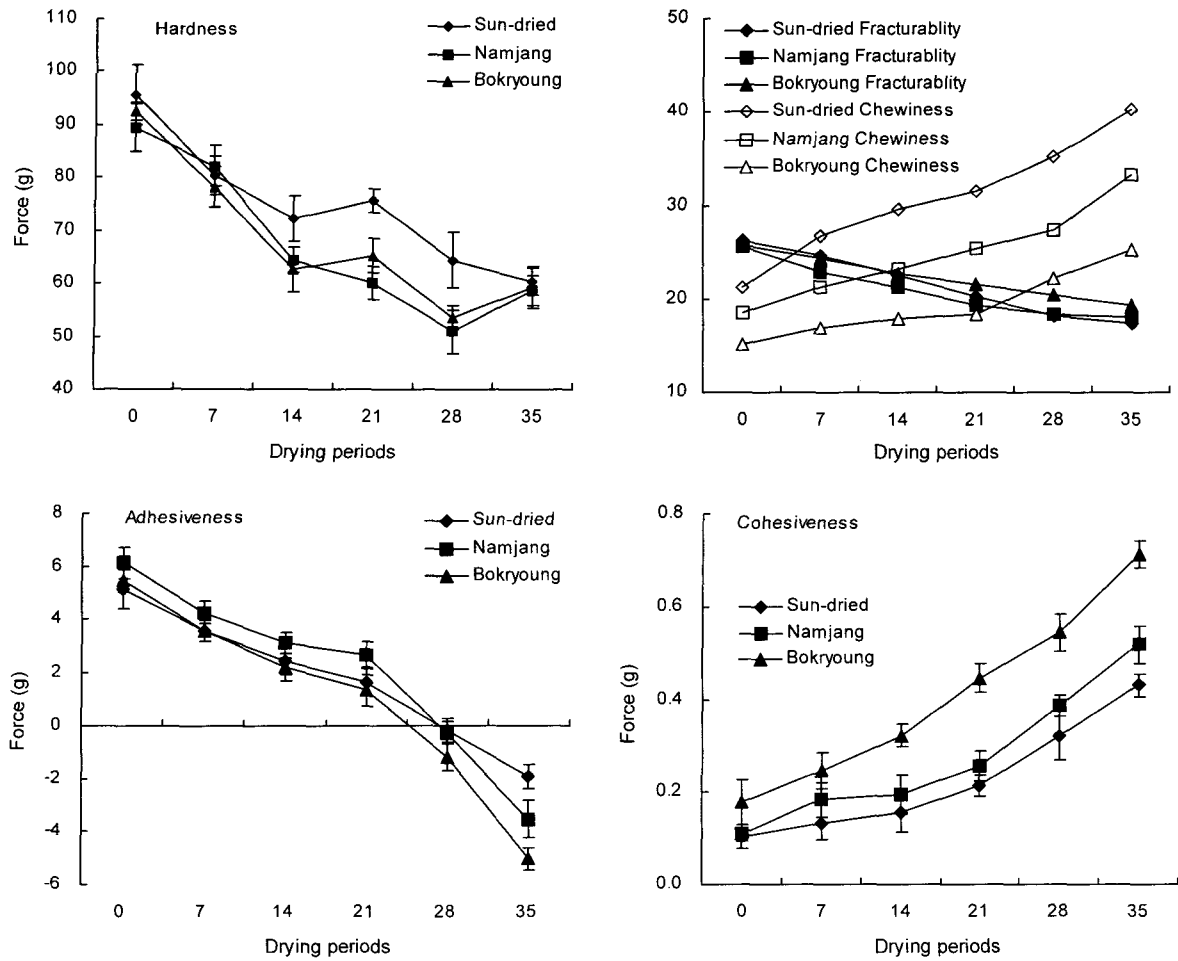 Hardness
Sun-dried
Namjang
Bokryoung
110
100
90
80
70
60
50
40
Force (g)
0 7 14 21 28 35
Drying periods
Sun-dried Fracturablity
Namjang Fracturablity
Bokryoung Fracturablity
Sun-dried Chewiness
Namjang Chewiness
Bokryoung Chewiness
50
40
30
20
10
0 7 14 21 28 35
Drying periods
Adhesiveness
Sun-dried
Namjang
Bokryoung
8
6
4
2
0
-2
-4
-6
Force (g)
0 7 14 21 28 35
Drying periods
Cohesiveness
Sun-dried
Namjang
Bokryoung
0.8
0.6
0.4
0.2
0.0
Force (g)
0 7 14 21 28 35
Drying periods